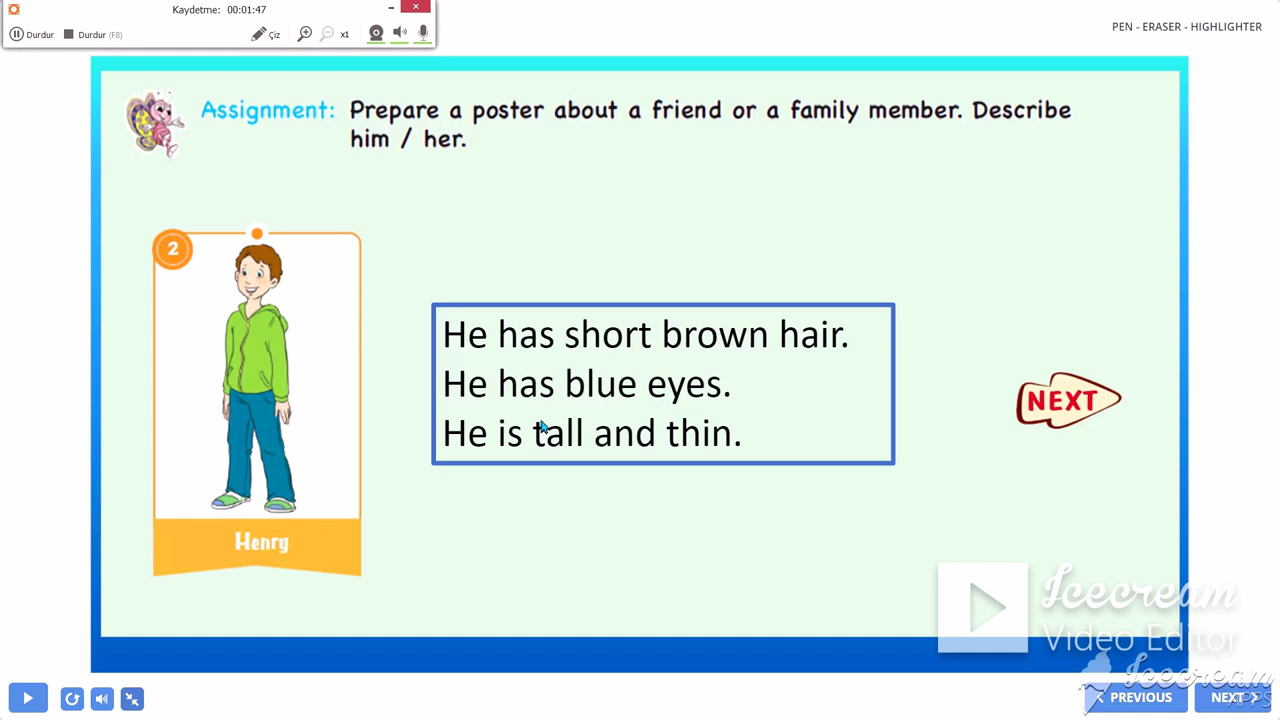 Kaydetme: 00:01:47
Durdur
Durdur (F8)
Çiz
x1
PEN - ERASER - HIGHLIGHTER
Assignment: Prepare a poster about a friend or a family member. Describe
him / her.
2
Henry
He has short brown hair.
He has blue eyes.
He is tall and thin.
NEXT
Icecream
Video Editor
Icecream
APPS
PREVIOUS
NEXT